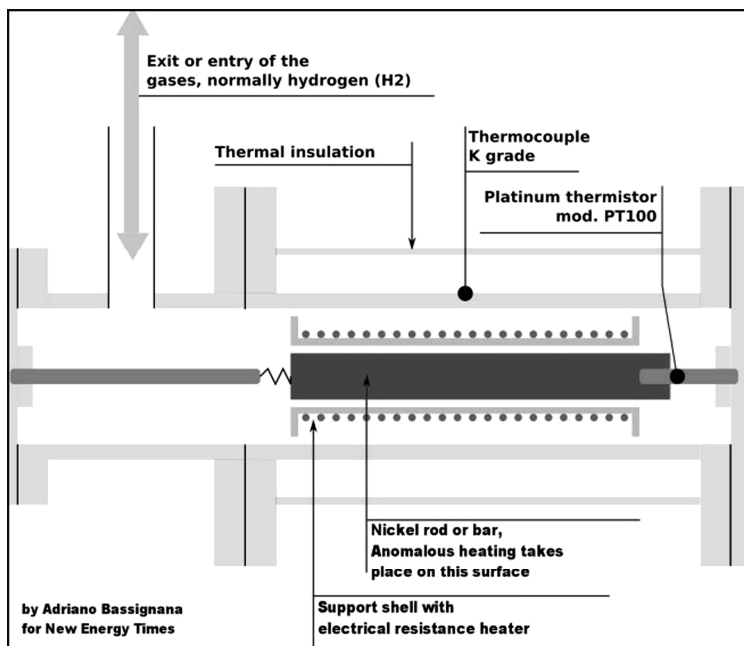 Exit or entry of the
gases, normally hydrogen (H2)
Thermal insulation
Thermocouple
K grade
Platinum thermistor
mod. PT100
Nickel rod or bar,
Anomalous heating takes
place on this surface
by Adriano Bassignana
for New Energy Times
Support shell with
electrical resistance heater